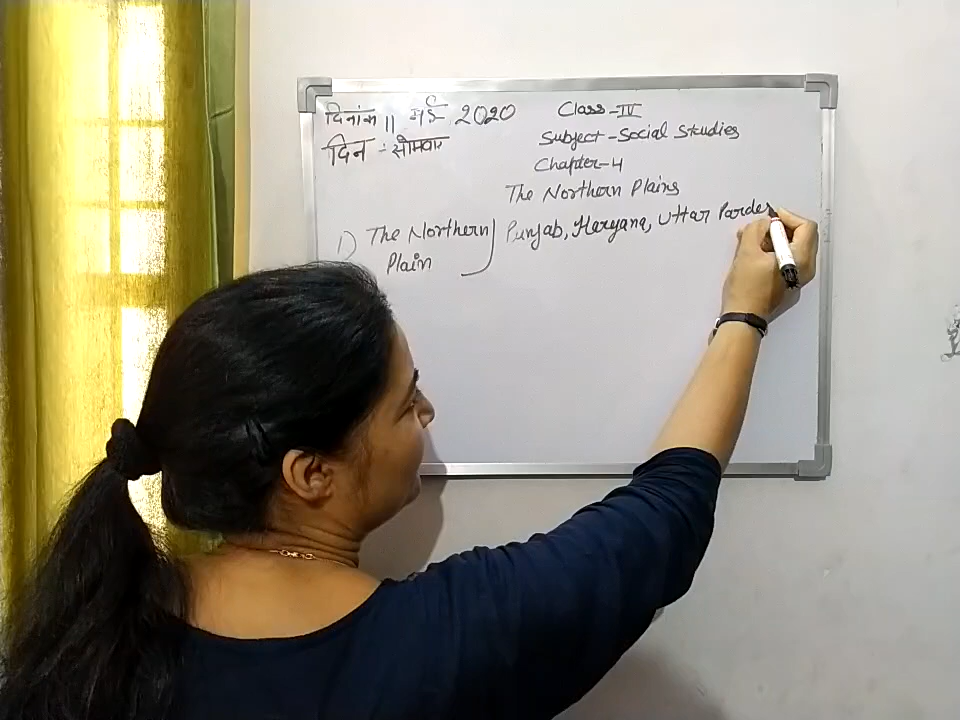 दिनांक 11 मई 2020
दिन : सोमवार
Class-IV
Subject-Social Studies
Chapter-4
The Northern Plains
1) The Northern Plain
Punjab, Haryana, Uttar Pardes